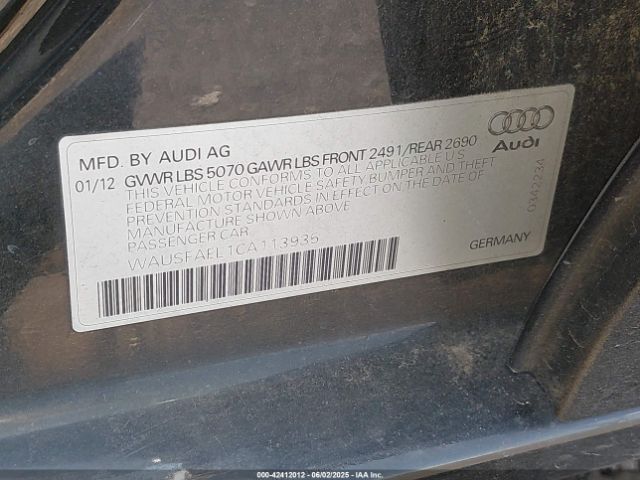 MFD. BY AUDI AG
01/12 GVWR LBS 5070 GAWR LBS FRONT 2491/REAR 2690
THIS VEHICLE CONFORMS TO ALL APPLICABLE U.S.
FEDERAL MOTOR VEHICLE SAFETY BUMPER AND THEFT
PREVENTION STANDARDS IN EFFECT ON THE DATE OF
MANUFACTURE SHOWN ABOVE
PASSENGER CAR
WAUSFAFL1CA113935
Audi
0342234
GERMANY
00-42412012 - 06/02/2025 - IAA Inc.